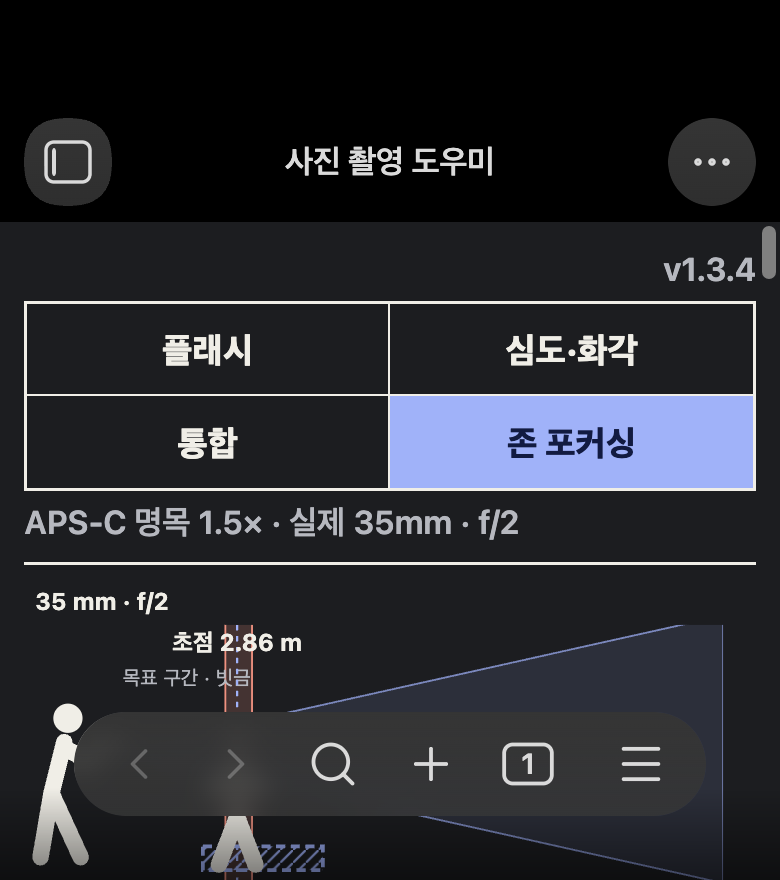 사진 촬영 도우미
v1.3.4
플래시
심도·화각
통합
존 포커싱
APS-C 명목 1.5× · 실제 35mm · f/2
35 mm · f/2
초점 2.86 m
목표 구간 · 빗금
1